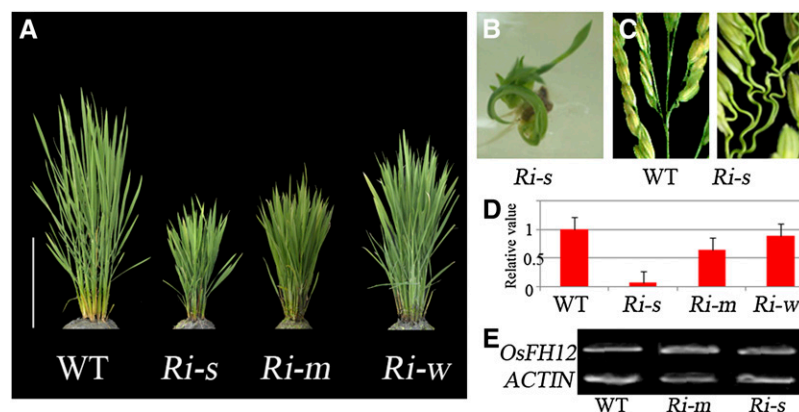 A
WT Ri-s Ri-m Ri-w
B
Ri-s
C
WT Ri-s
D
Relative value
1
0.5
0
WT Ri-s Ri-m Ri-w
E
OsFH12
ACTIN
WT Ri-m Ri-s